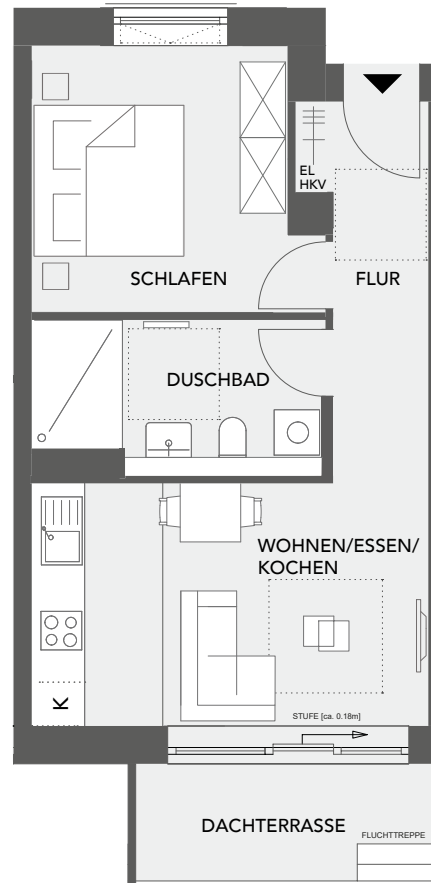 EL
HKV
SCHLAFEN
FLUR
DUSCHBAD
WOHNEN/ESSEN/
KOCHEN
K
STUFE [ca. 0.18m]
DACHTERRASSE
FLUCHTTREPPE